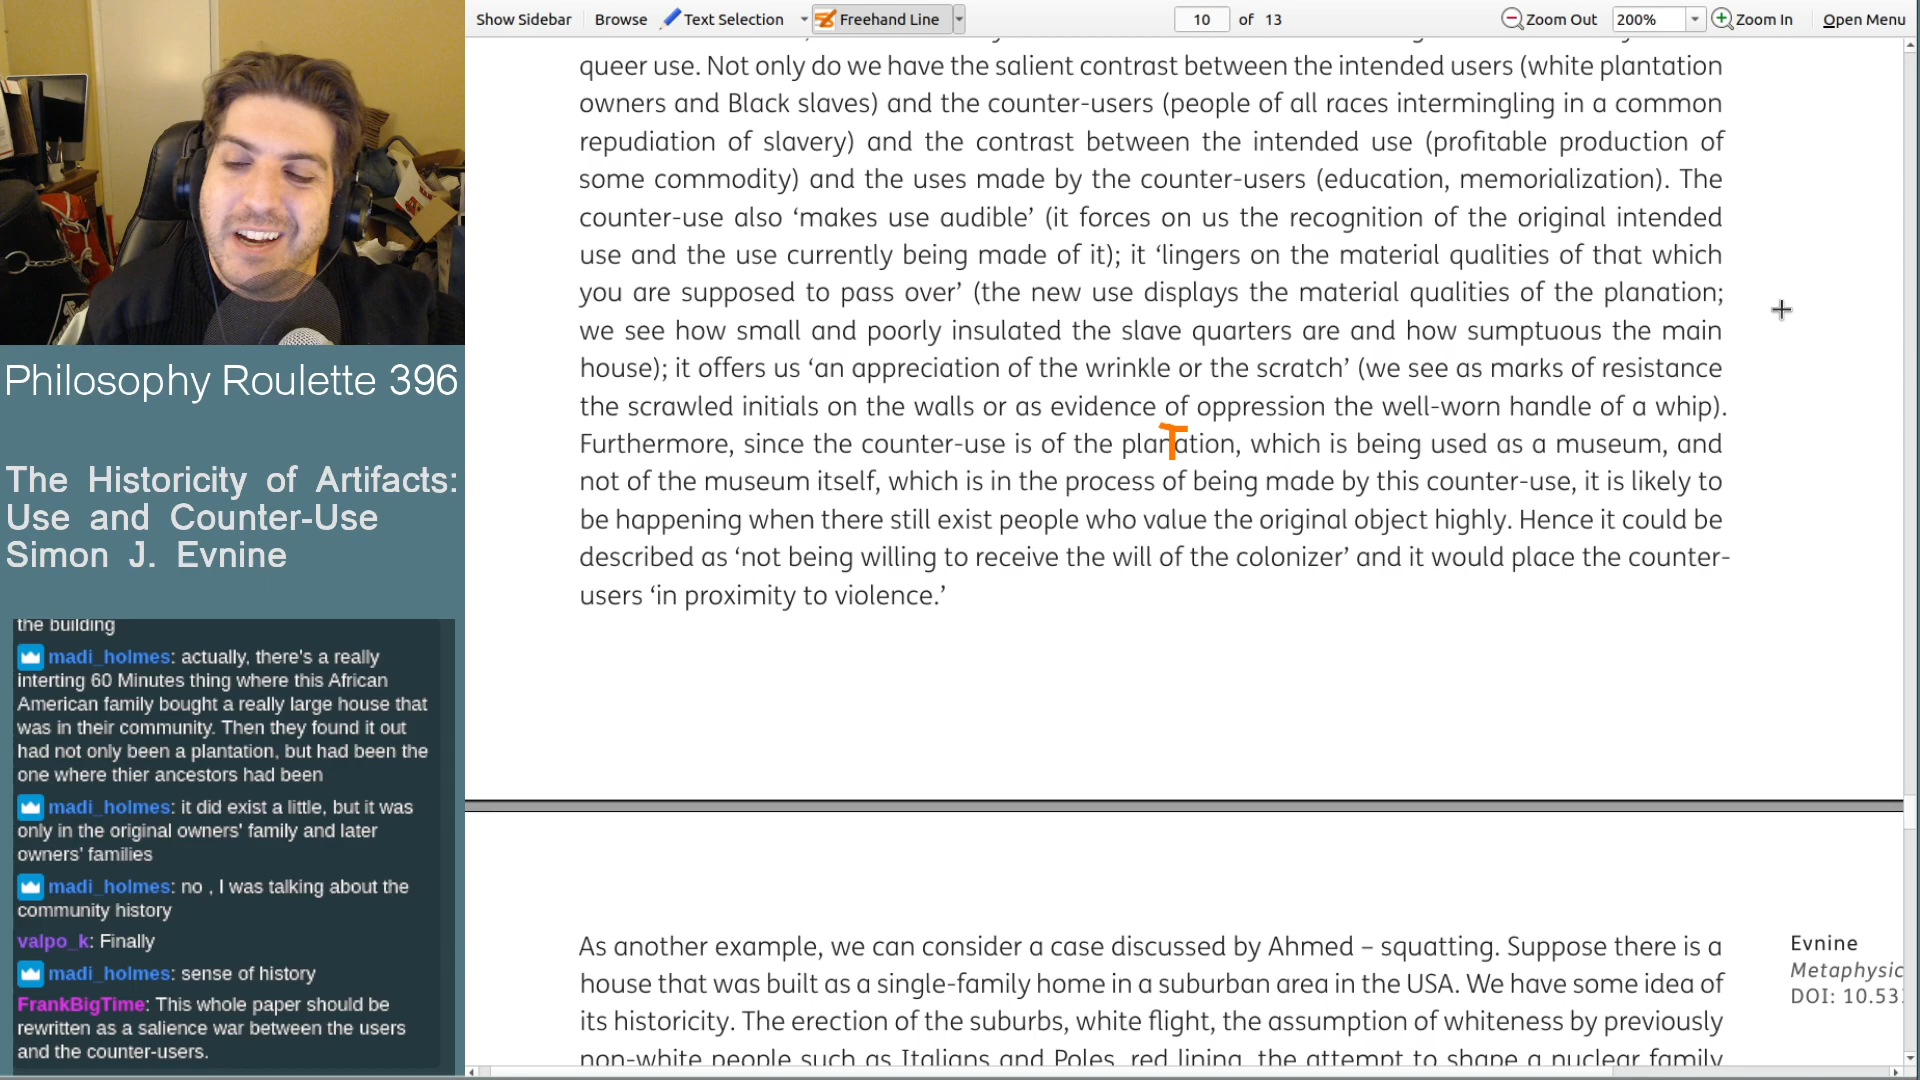 Show Sidebar Browse Text Selection Freehand Line 10 of 13 Zoom Out 200% Zoom In Open Menu
queer use. Not only do we have the salient contrast between the intended users (white plantation
owners and Black slaves) and the counter-users (people of all races intermingling in a common
repudiation of slavery) and the contrast between the intended use (profitable production of
some commodity) and the uses made by the counter-users (education, memorialization). The
counter-use also ‘makes use audible’ (it forces on us the recognition of the original intended
use and the use currently being made of it); it ‘lingers on the material qualities of that which
you are supposed to pass over’ (the new use displays the material qualities of the planation;
we see how small and poorly insulated the slave quarters are and how sumptuous the main
house); it offers us ‘an appreciation of the wrinkle or the scratch’ (we see as marks of resistance
the scrawled initials on the walls or as evidence of oppression the well-worn handle of a whip).
Furthermore, since the counter-use is of the planation, which is being used as a museum, and
T
not of the museum itself, which is in the process of being made by this counter-use, it is likely to
be happening when there still exist people who value the original object highly. Hence it could be
described as ‘not being willing to receive the will of the colonizer’ and it would place the counter-
users ‘in proximity to violence.’
As another example, we can consider a case discussed by Ahmed – squatting. Suppose there is a
house that was built as a single-family home in a suburban area in the USA. We have some idea of
its historicity. The erection of the suburbs, white flight, the assumption of whiteness by previously
non-white people such as Italians and Poles, red lining, the attempt to shape a nuclear family
Evnine
Metaphysic
DOI: 10.53
Philosophy Roulette 396
The Historicity of Artifacts:
Use and Counter-Use
Simon J. Evnine
the building
madi_holmes: actually, there's a really
interting 60 Minutes thing where this African
American family bought a really large house that
was in their community. Then they found it out
had not only been a plantation, but had been the
one where thier ancestors had been
madi_holmes: it did exist a little, but it was
only in the original owners' family and later
owners' families
madi_holmes: no , I was talking about the
community history
valpo_k: Finally
madi_holmes: sense of history
FrankBigTime: This whole paper should be
rewritten as a salience war between the users
and the counter-users.